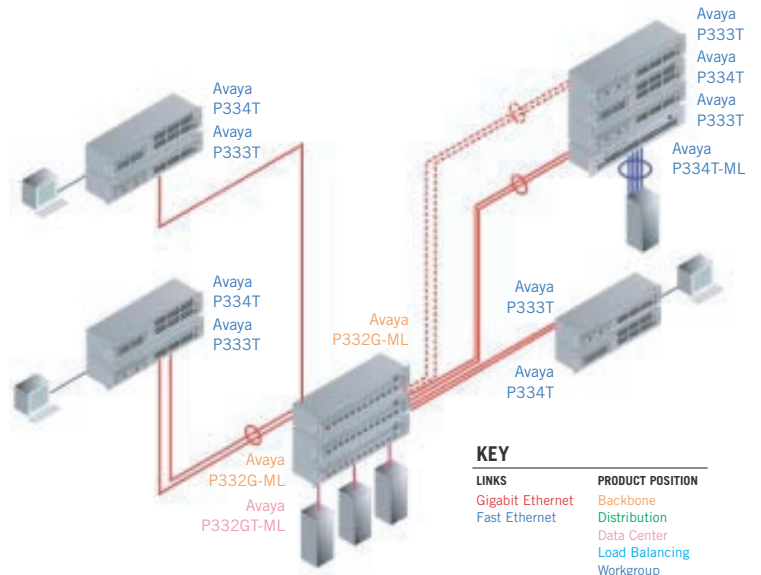 Avaya
P333T
Avaya
P334T
Avaya
P333T
Avaya
P334T-ML
Avaya
P334T
Avaya
P333T
Avaya
P334T
Avaya
P333T
Avaya
P333T
Avaya
P334T
Avaya
P332G-ML
Avaya
P332G-ML
Avaya
P332GT-ML
KEY
LINKS
Gigabit Ethernet
Fast Ethernet
PRODUCT POSITION
Backbone
Distribution
Data Center
Load Balancing
Workgroup